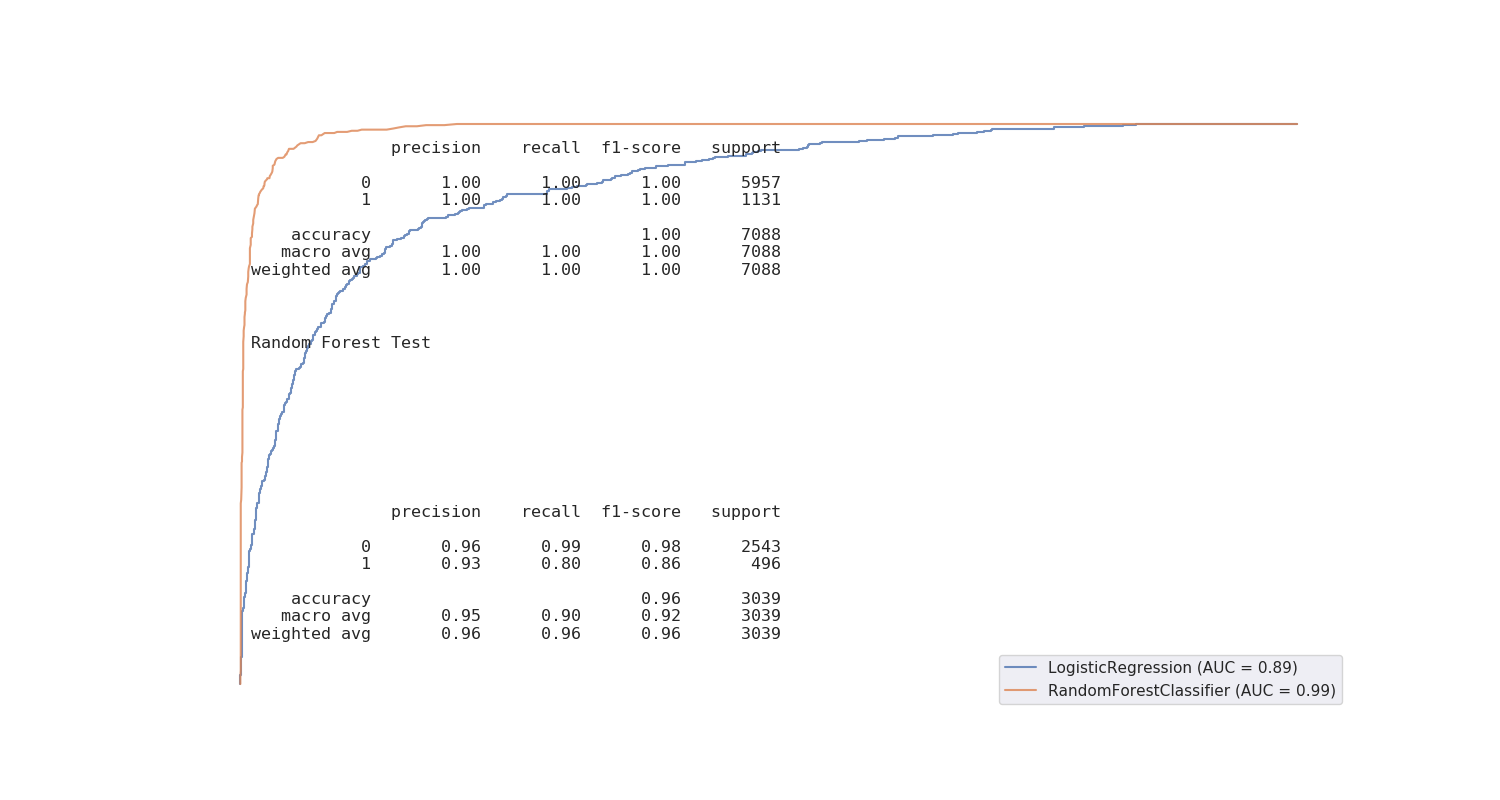 precision recall f1-score support
0 1.00 1.00 1.00 5957
1 1.00 1.00 1.00 1131
accuracy 1.00 7088
macro avg 1.00 1.00 1.00 7088
weighted avg 1.00 1.00 1.00 7088
Random Forest Test
precision recall f1-score support
0 0.96 0.99 0.98 2543
1 0.93 0.80 0.86 496
accuracy 0.96 3039
macro avg 0.95 0.90 0.92 3039
weighted avg 0.96 0.96 0.96 3039
LogisticRegression (AUC = 0.89)
RandomForestClassifier (AUC = 0.99)